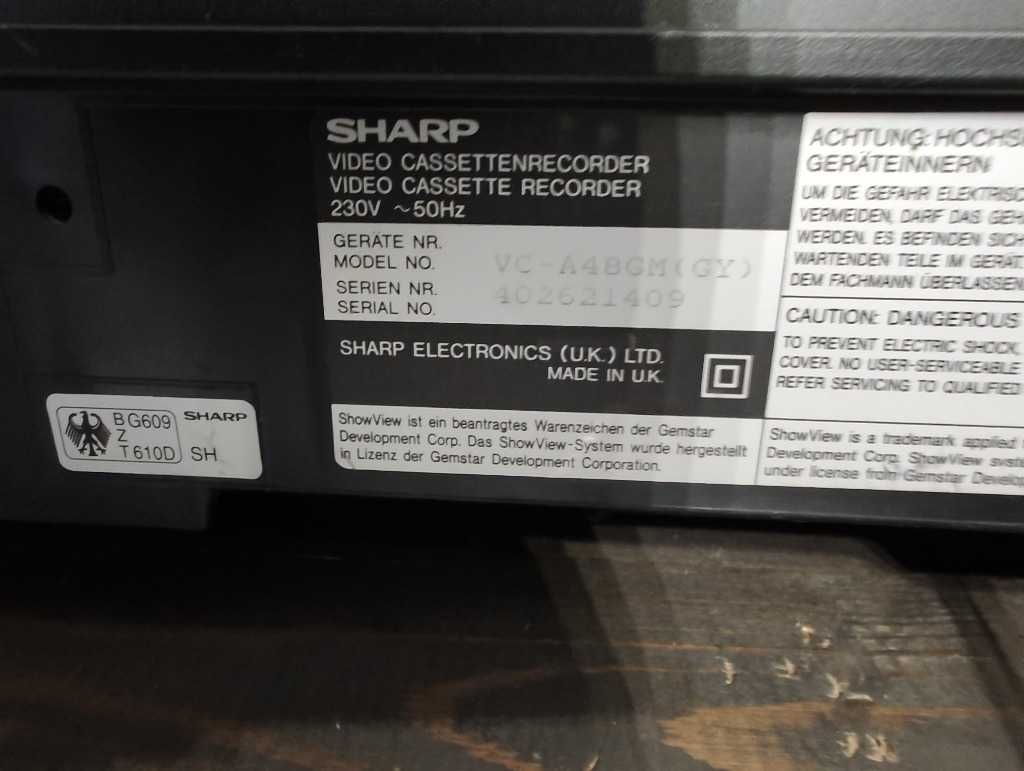 SHARP
VIDEO CASSETTENRECORDER
VIDEO CASSETTE RECORDER
230V ~50Hz
GERÄTE NR.
MODEL NO. VC-A48GM(GY)
SERIEN NR.
SERIAL NO. 402621409
SHARP ELECTRONICS (U.K.) LTD.
MADE IN U.K.
ShowView ist ein beantragtes Warenzeichen der Gemstar
Development Corp. Das ShowView-System wurde hergestellt
in Lizenz der Gemstar Development Corporation.
ACHTUNG: HOCHS
GERÄTEINNERN
UM DIE GEFAHR ELEKTRISC
VERMEIDEN, DARF DAS GEH
WERDEN. ES BEFINDEN SICH
WARTENDEN TEILE IM GERÄT.
DEM FACHMANN ÜBERLASSEN
CAUTION: DANGEROUS
TO PREVENT ELECTRIC SHOCK,
COVER. NO USER-SERVICEABLE
REFER SERVICING TO QUALIFIED
ShowView is a trademark applied
Development Corp. ShowView syste
under license from Gemstar Develop
BG609
Z
T610D
SHARP
SH